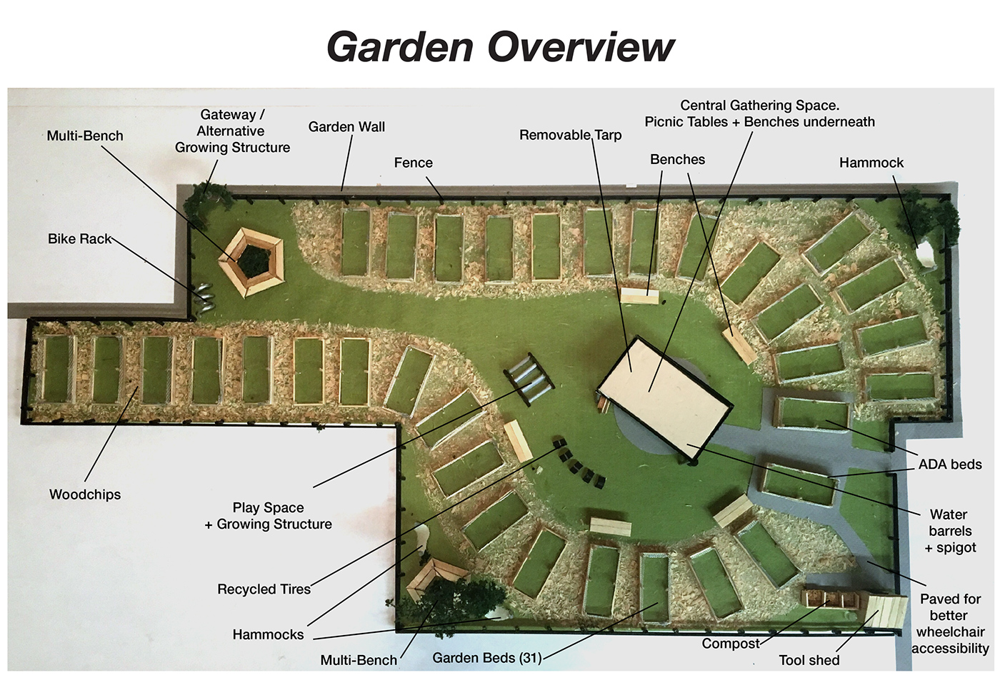 Garden Overview
Gateway /
Alternative
Growing Structure
Multi-Bench
Garden Wall
Fence
Removable Tarp
Central Gathering Space.
Picnic Tables + Benches underneath
Benches
Hammock
Bike Rack
Woodchips
Play Space
+ Growing Structure
Recycled Tires
Hammocks
Multi-Bench
Garden Beds (31)
Compost
Tool shed
ADA beds
Water
barrels
+ spigot
Paved for
better
wheelchair
accessibility